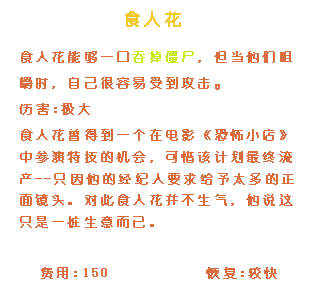 食人花
食人花能够一口吞掉僵尸，但当他们咀
嚼时，自己很容易受到攻击。
伤害:极大
食人花曾得到一个在电影《恐怖小店》
中参演特技的机会，可惜该计划最终流
产--只因他的经纪人要求给予太多的正
面镜头。对此食人花并不生气，他说这
只是一桩生意而已。
费用:150 恢复:较快